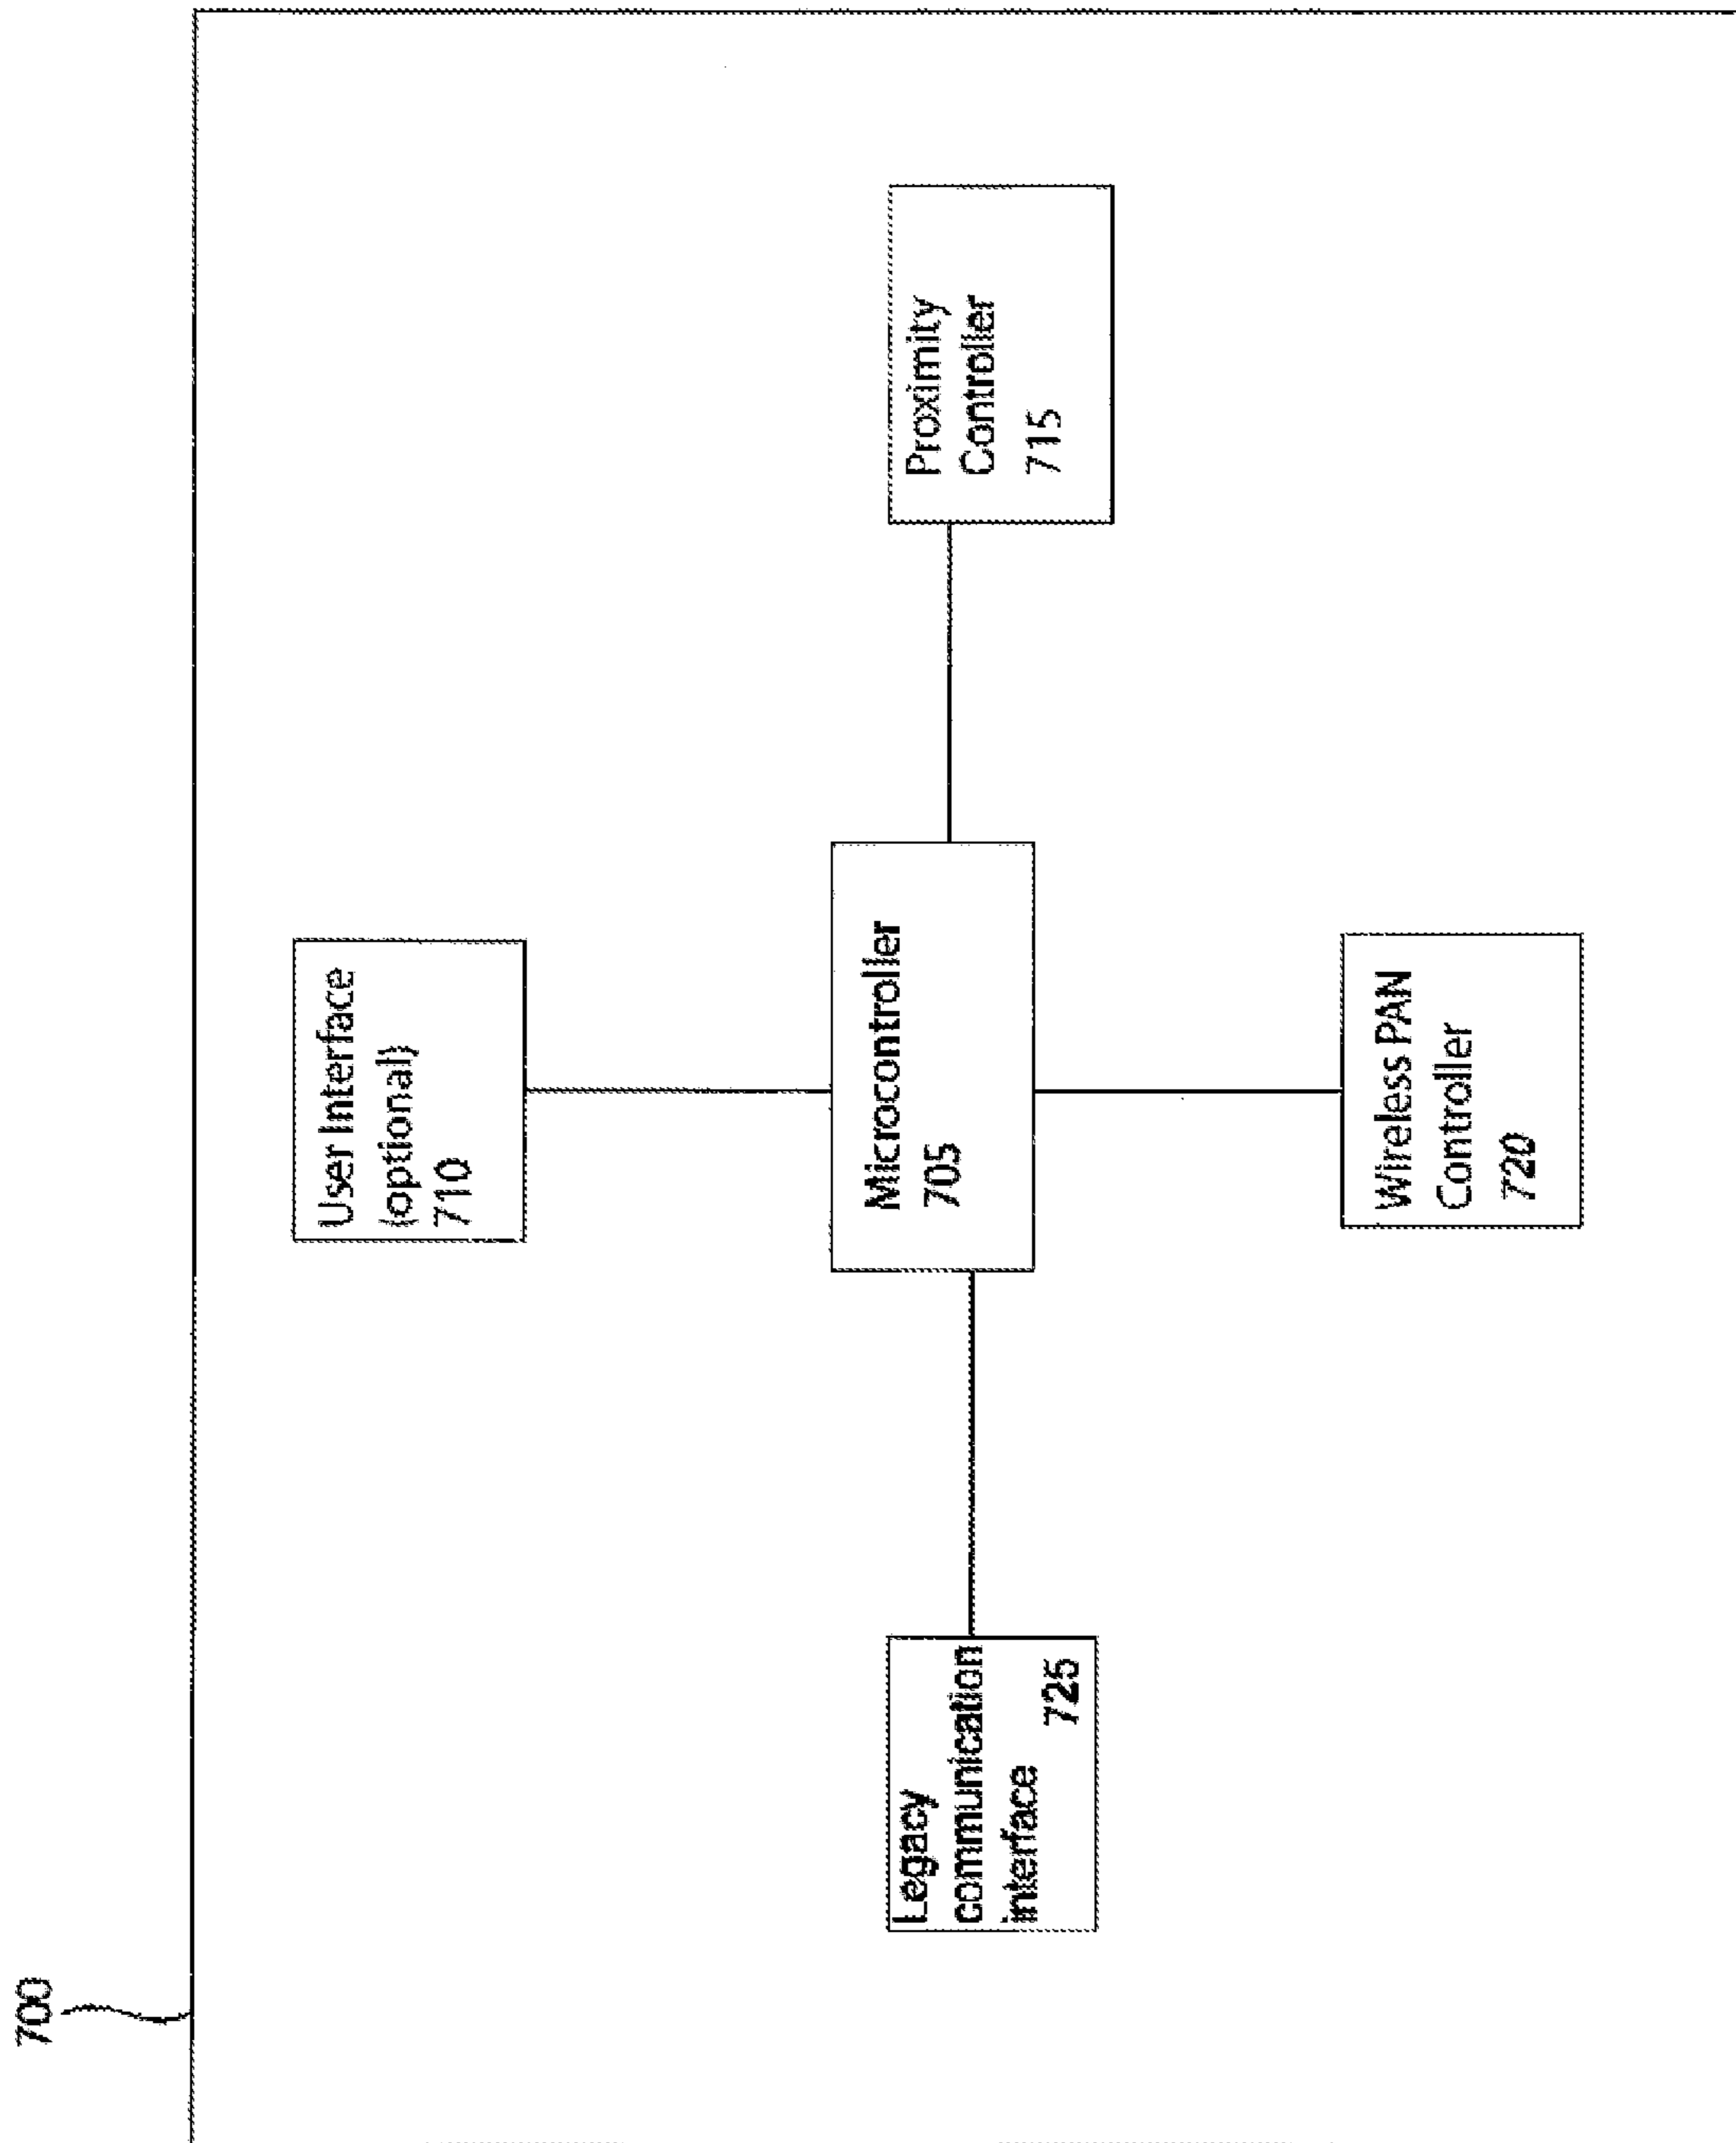 700
User Interface
(optional)
710
Legacy
communication
interface
725
Microcontroller
705
Proximity
Controller
715
Wireless PAN
Controller
720